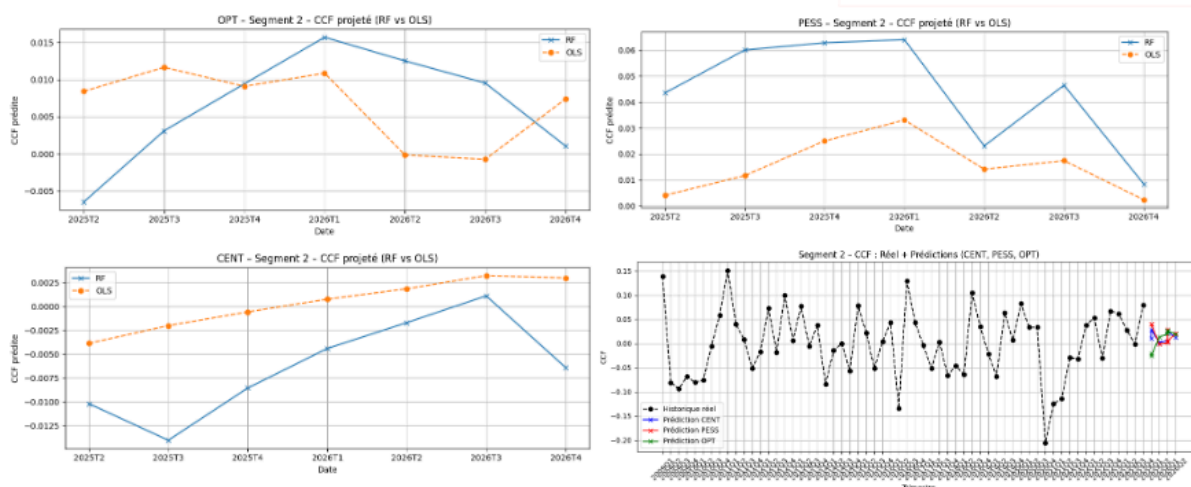 OPT – Segment 2 – CCF projeté (RF vs OLS)
CCF prédite
0.015
0.010
0.005
0.000
−0.005
RF
OLS
2025T2 2025T3 2025T4 2026T1 2026T2 2026T3 2026T4
Date
PESS – Segment 2 – CCF projeté (RF vs OLS)
CCF prédite
0.06
0.05
0.04
0.03
0.02
0.01
0.00
RF
OLS
2025T2 2025T3 2025T4 2026T1 2026T2 2026T3 2026T4
Date
CENT – Segment 2 – CCF projeté (RF vs OLS)
CCF prédite
0.0025
0.0000
−0.0025
−0.0050
−0.0075
−0.0100
−0.0125
RF
OLS
2025T2 2025T3 2025T4 2026T1 2026T2 2026T3 2026T4
Date
Segment 2 – CCF : Réel + Prédictions (CENT, PESS, OPT)
CCF
0.15
0.10
0.05
0.00
−0.05
−0.10
−0.15
−0.20
Historique réel
Prédiction CENT
Prédiction PESS
Prédiction OPT